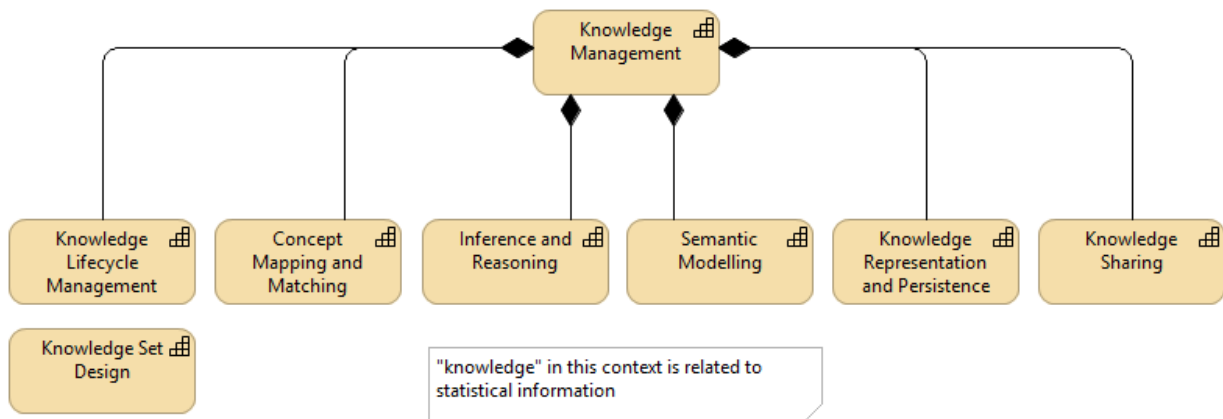 Knowledge
Management
Knowledge
Lifecycle
Management
Concept
Mapping and
Matching
Inference and
Reasoning
Semantic
Modelling
Knowledge
Representation
and Persistence
Knowledge
Sharing
Knowledge Set
Design
"knowledge" in this context is related to
statistical information